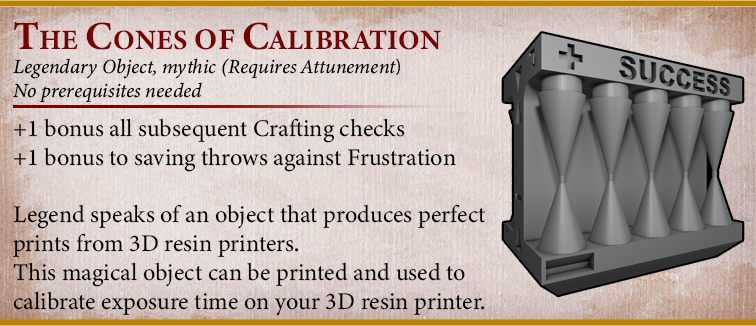 The Cones of Calibration
Legendary Object, mythic (Requires Attunement)
No prerequisites needed
+1 bonus all subsequent Crafting checks
+1 bonus to saving throws against Frustration
Legend speaks of an object that produces perfect
prints from 3D resin printers.
This magical object can be printed and used to
calibrate exposure time on your 3D resin printer.
+ SUCCESS